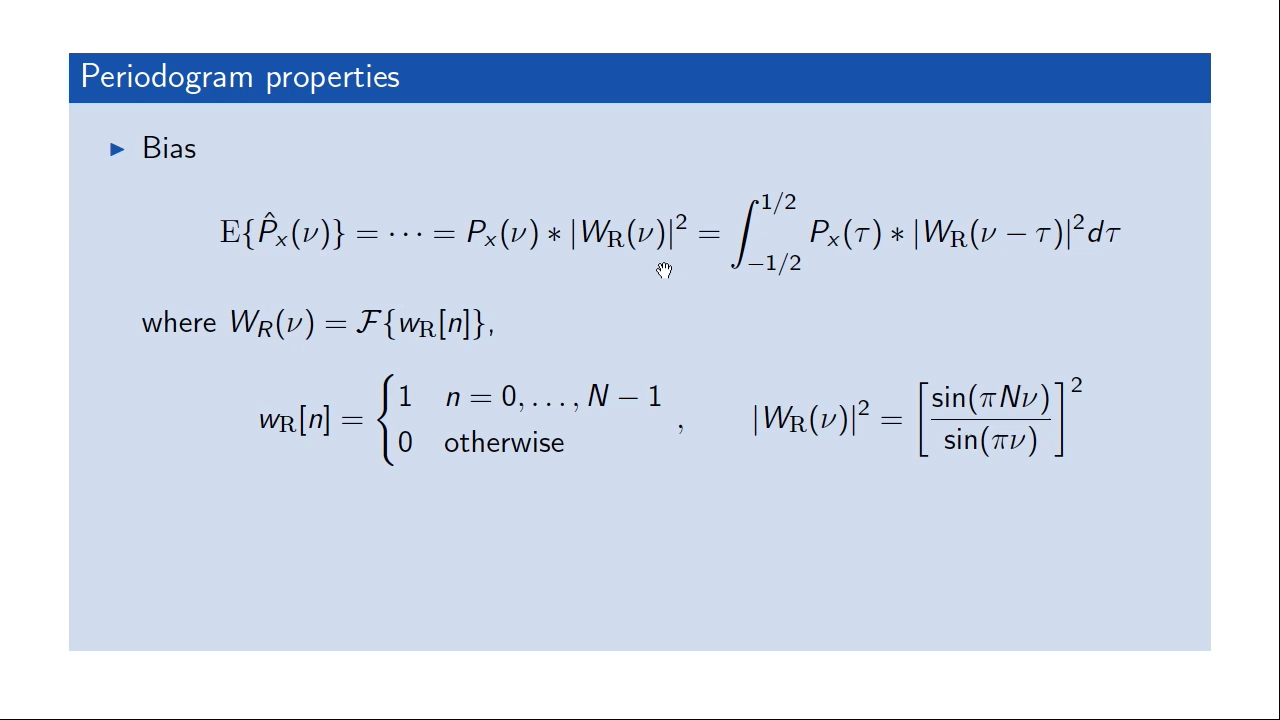 Periodogram properties
▶ Bias
E{P̂ₓ(ν)} = ··· = Pₓ(ν) ∗ |W_R(ν)|² = ∫_{−1/2}^{1/2} Pₓ(τ) ∗ |W_R(ν − τ)|²dτ
where W_R(ν) = ℱ{w_R[n]},
w_R[n] = { 1 n = 0, . . . , N − 1 ; 0 otherwise , |W_R(ν)|² = [ sin(πNν) / sin(πν) ]²